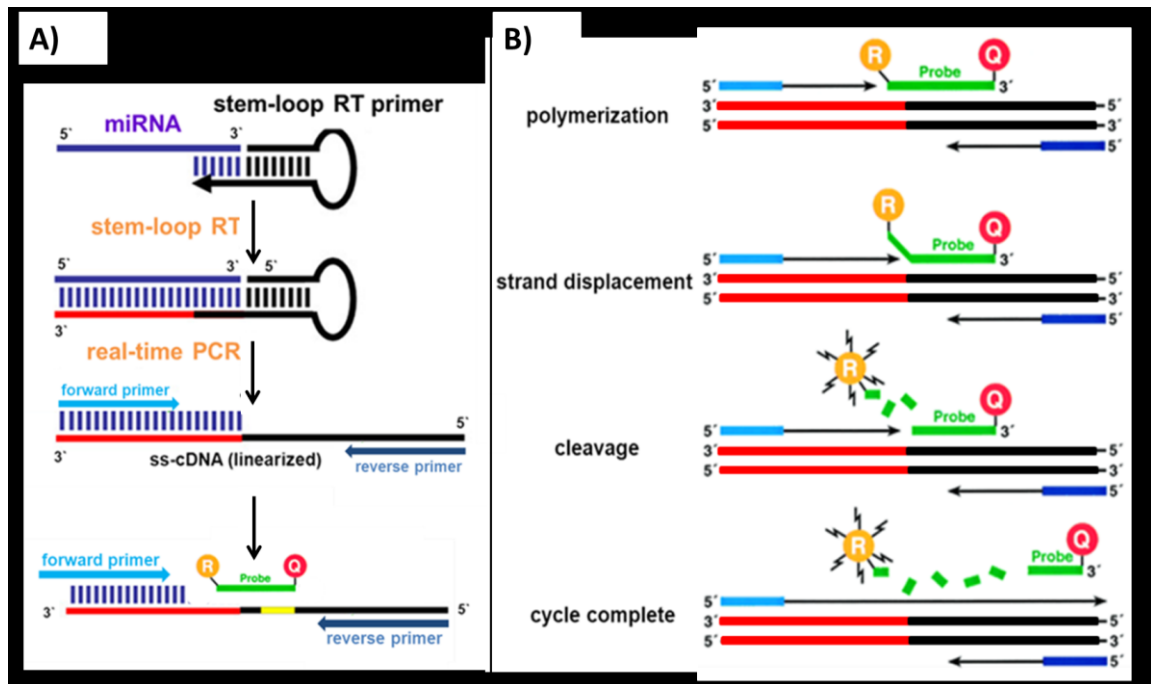 A)
stem-loop RT primer
miRNA
5` 3`
stem-loop RT
5` 3` 5`
3`
real-time PCR
forward primer
5`
3` ss-cDNA (linearized)
reverse primer
forward primer
R Q
Probe
3` 5`
reverse primer
B)
polymerization
R Q
Probe
5´ 3´
3´ 5´
5´ 3´
5´
strand displacement
R Q
Probe
5´ 3´
3´ 5´
5´ 3´
5´
cleavage
R Q
Probe
5´ 3´
3´ 5´
5´ 3´
5´
cycle complete
R Q
Probe
3´
5´
3´ 5´
5´ 3´
5´